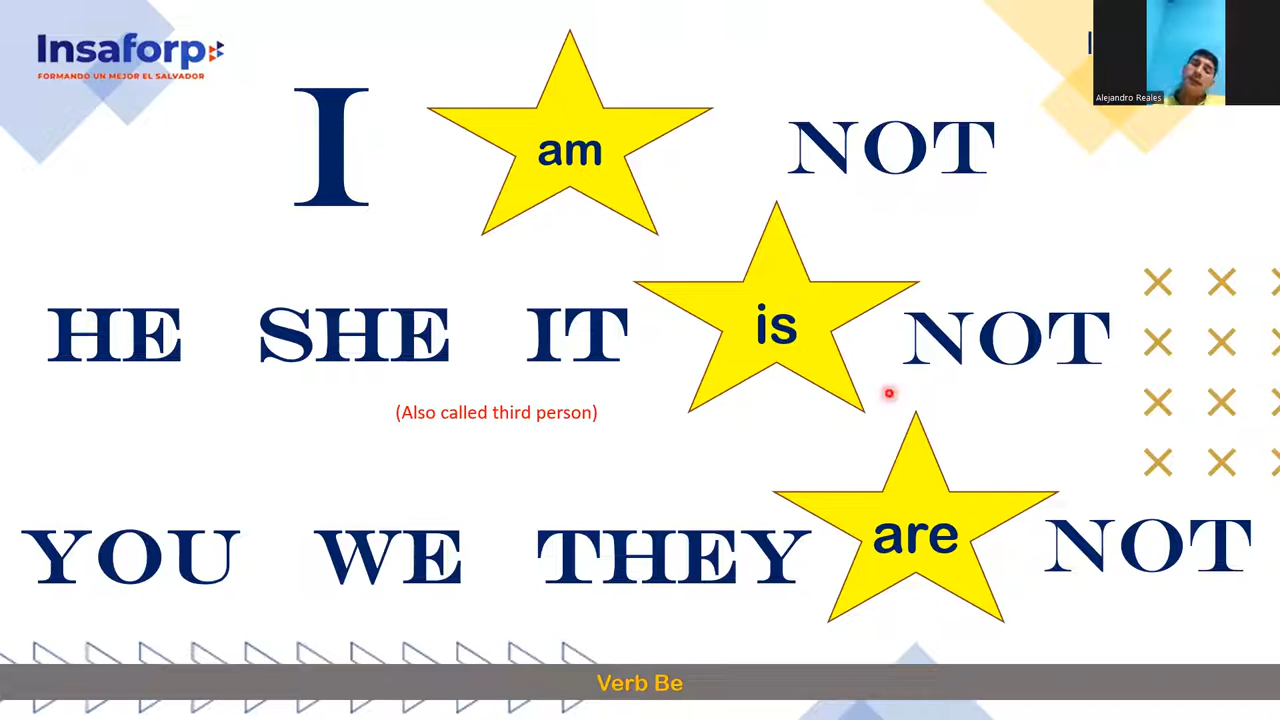 Insaforp
FORMANDO UN MEJOR EL SALVADOR
Alejandro Reales
I am NOT
HE SHE IT is NOT
(Also called third person)
YOU WE THEY are NOT
Verb Be